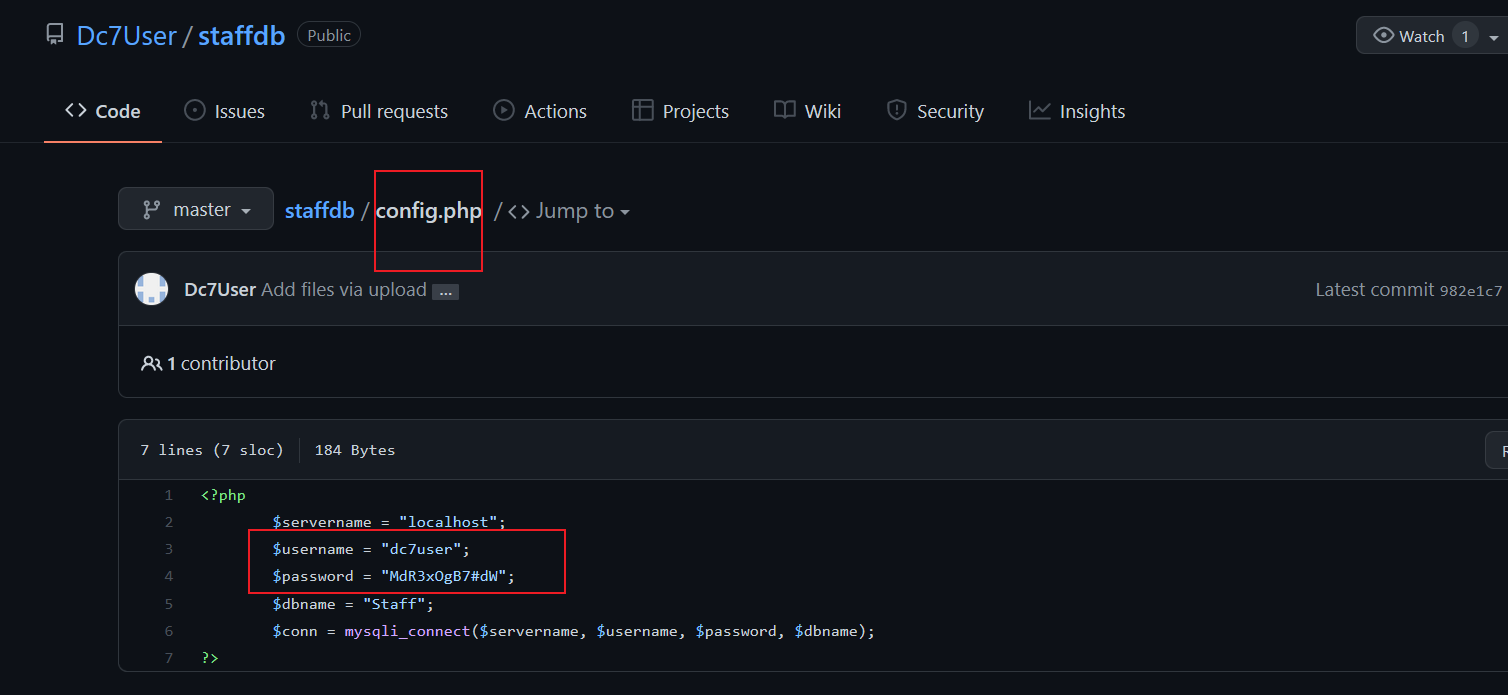 Dc7User / staffdb Public Watch 1
Code Issues Pull requests Actions Projects Wiki Security Insights
master staffdb / config.php / <> Jump to
Dc7User Add files via upload ... Latest commit 982e1c7
1 contributor
7 lines (7 sloc) 184 Bytes
1 <?php
2 $servername = "localhost";
3 $username = "dc7user";
4 $password = "MdR3xOgB7#dW";
5 $dbname = "Staff";
6 $conn = mysqli_connect($servername, $username, $password, $dbname);
7 ?>